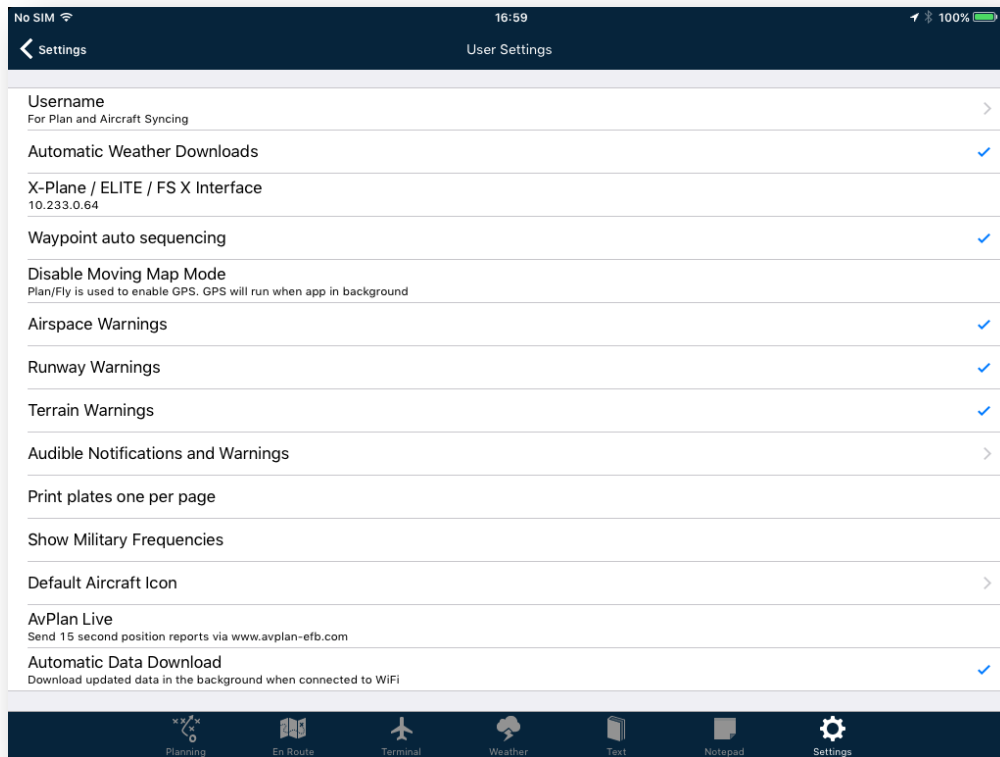 No SIM 16:59 100%
Settings User Settings
Username
For Plan and Aircraft Syncing
Automatic Weather Downloads
X-Plane / ELITE / FS X Interface
10.233.0.64
Waypoint auto sequencing
Disable Moving Map Mode
Plan/Fly is used to enable GPS. GPS will run when app in background
Airspace Warnings
Runway Warnings
Terrain Warnings
Audible Notifications and Warnings
Print plates one per page
Show Military Frequencies
Default Aircraft Icon
AvPlan Live
Send 15 second position reports via www.avplan-efb.com
Automatic Data Download
Download updated data in the background when connected to WiFi
Planning En Route Terminal Weather Text Notepad Settings